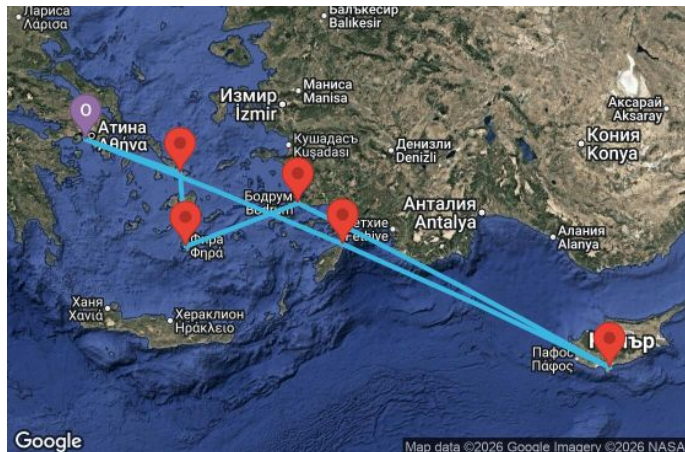 Лариса
Λάρισα
Балъкесир
Balıkesir
Маниса
Manisa
Измир
İzmir
Аксарай
Aksaray
O
Атина
Αθήνα
Кушадасъ
Kuşadası
Денизли
Denizli
Кония
Konya
Бодрум
Bodrum
Анталия
Antalya
Fethiye
Алания
Alanya
Фира
Φηρά
Ханя
Χανιά
Хераклион
Ηράκλειο
Пафос
Πάφος
Google
Map data ©2026 Google Imagery ©2026 NASA